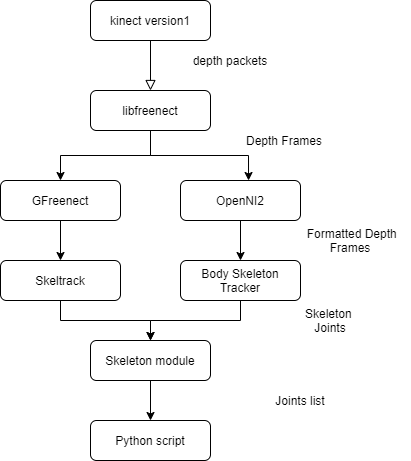 kinect version1
depth packets
libfreenect
Depth Frames
GFreenect
OpenNI2
Formatted Depth
Frames
Skeltrack
Body Skeleton
Tracker
Skeleton
Joints
Skeleton module
Joints list
Python script